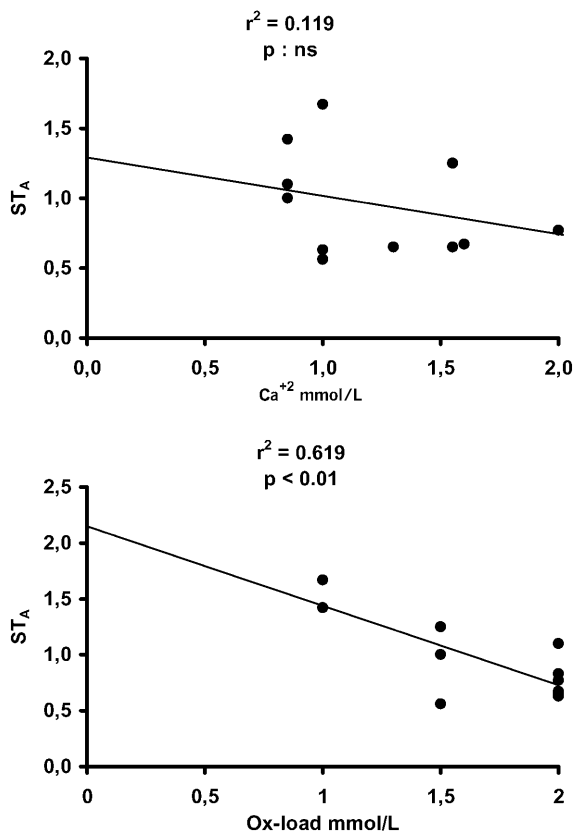 r² = 0.119
p : ns
2,0
1,5
1,0
0,5
0,0
STA
0,0 0,5 1,0 1,5 2,0
Ca+2 mmol/L
r² = 0.619
p < 0.01
2,5
2,0
1,5
1,0
0,5
0,0
STA
0 0,5 1 1,5 2
Ox-load mmol/L